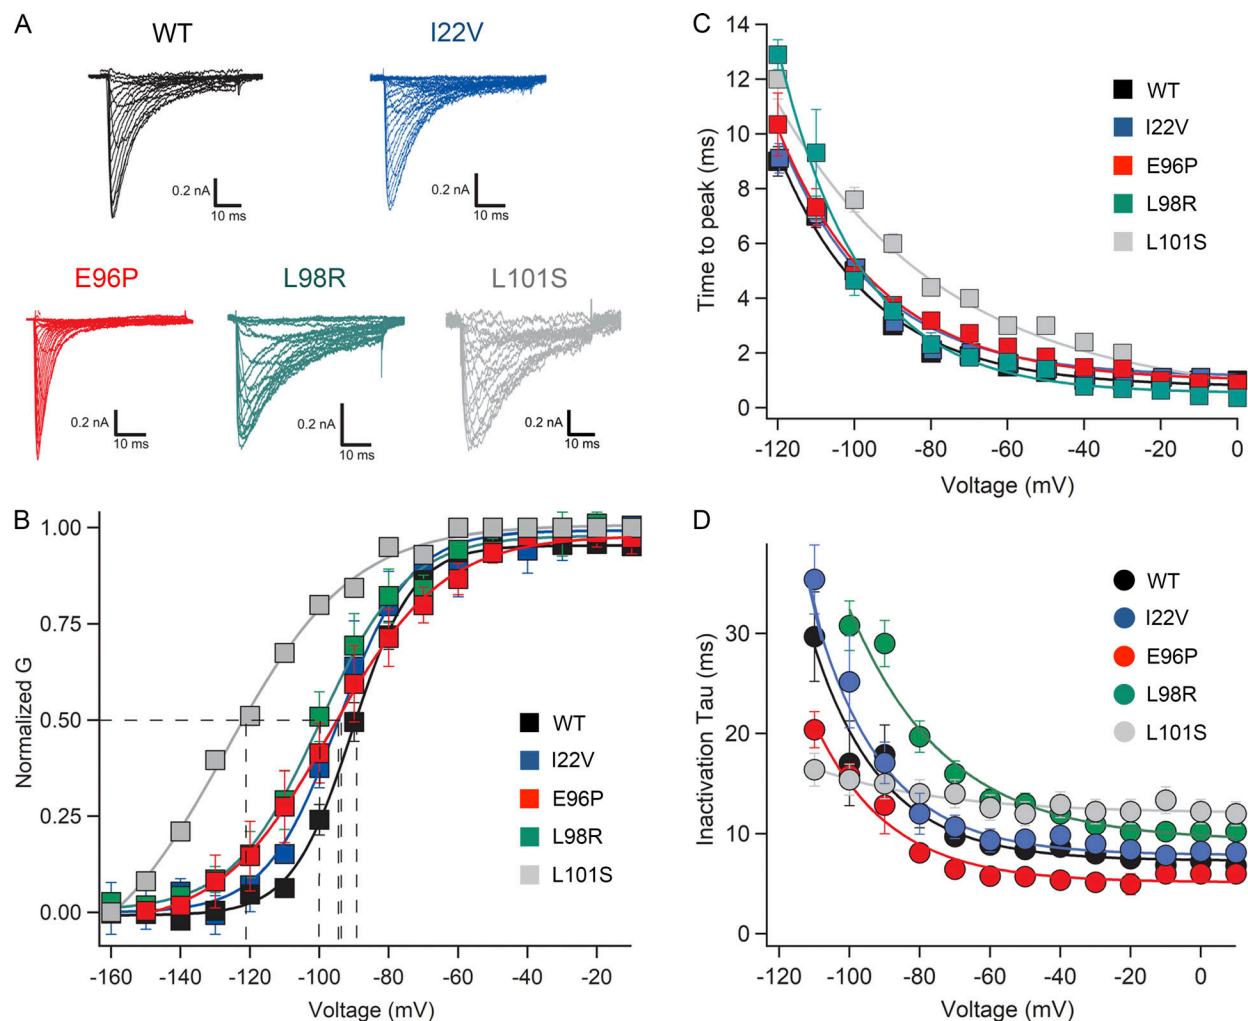 A
WT
I22V
0.2 nA
10 ms
0.2 nA
10 ms
E96P
L98R
L101S
0.2 nA
10 ms
0.2 nA
10 ms
0.2 nA
10 ms
B
Normalized G
1.00
0.75
0.50
0.25
0.00
WT
I22V
E96P
L98R
L101S
-160 -140 -120 -100 -80 -60 -40 -20
Voltage (mV)
C
Time to peak (ms)
14
12
10
8
6
4
2
0
WT
I22V
E96P
L98R
L101S
-120 -100 -80 -60 -40 -20 0
Voltage (mV)
D
Inactivation Tau (ms)
30
20
10
0
WT
I22V
E96P
L98R
L101S
-120 -100 -80 -60 -40 -20 0
Voltage (mV)